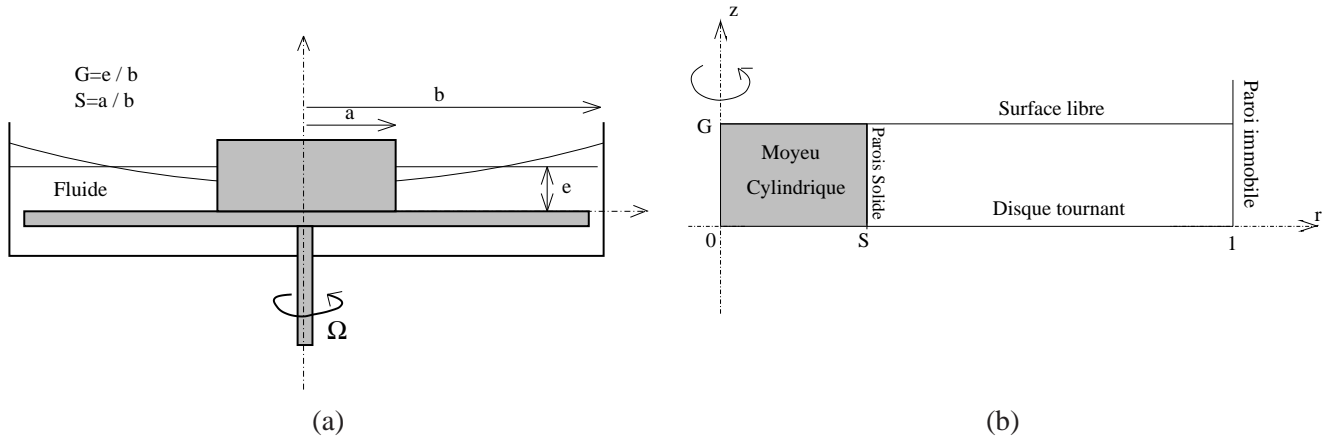 G=e / b
S=a / b
b
a
e
Fluide
Ω
(a)
z
G
Surface libre
Moyeu
Cylindrique
Parois Solide
Paroi immobile
Disque tournant
r
0
S
1
(b)